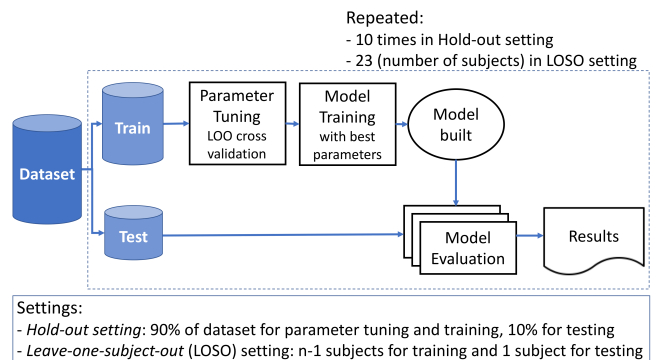 Repeated:
- 10 times in Hold-out setting
- 23 (number of subjects) in LOSO setting
Dataset
Train
Parameter
Tuning
LOO cross
validation
Model
Training
with best
parameters
Model
built
Test
Model
Evaluation
Results
Settings:
- Hold-out setting: 90% of dataset for parameter tuning and training, 10% for testing
- Leave-one-subject-out (LOSO) setting: n-1 subjects for training and 1 subject for testing